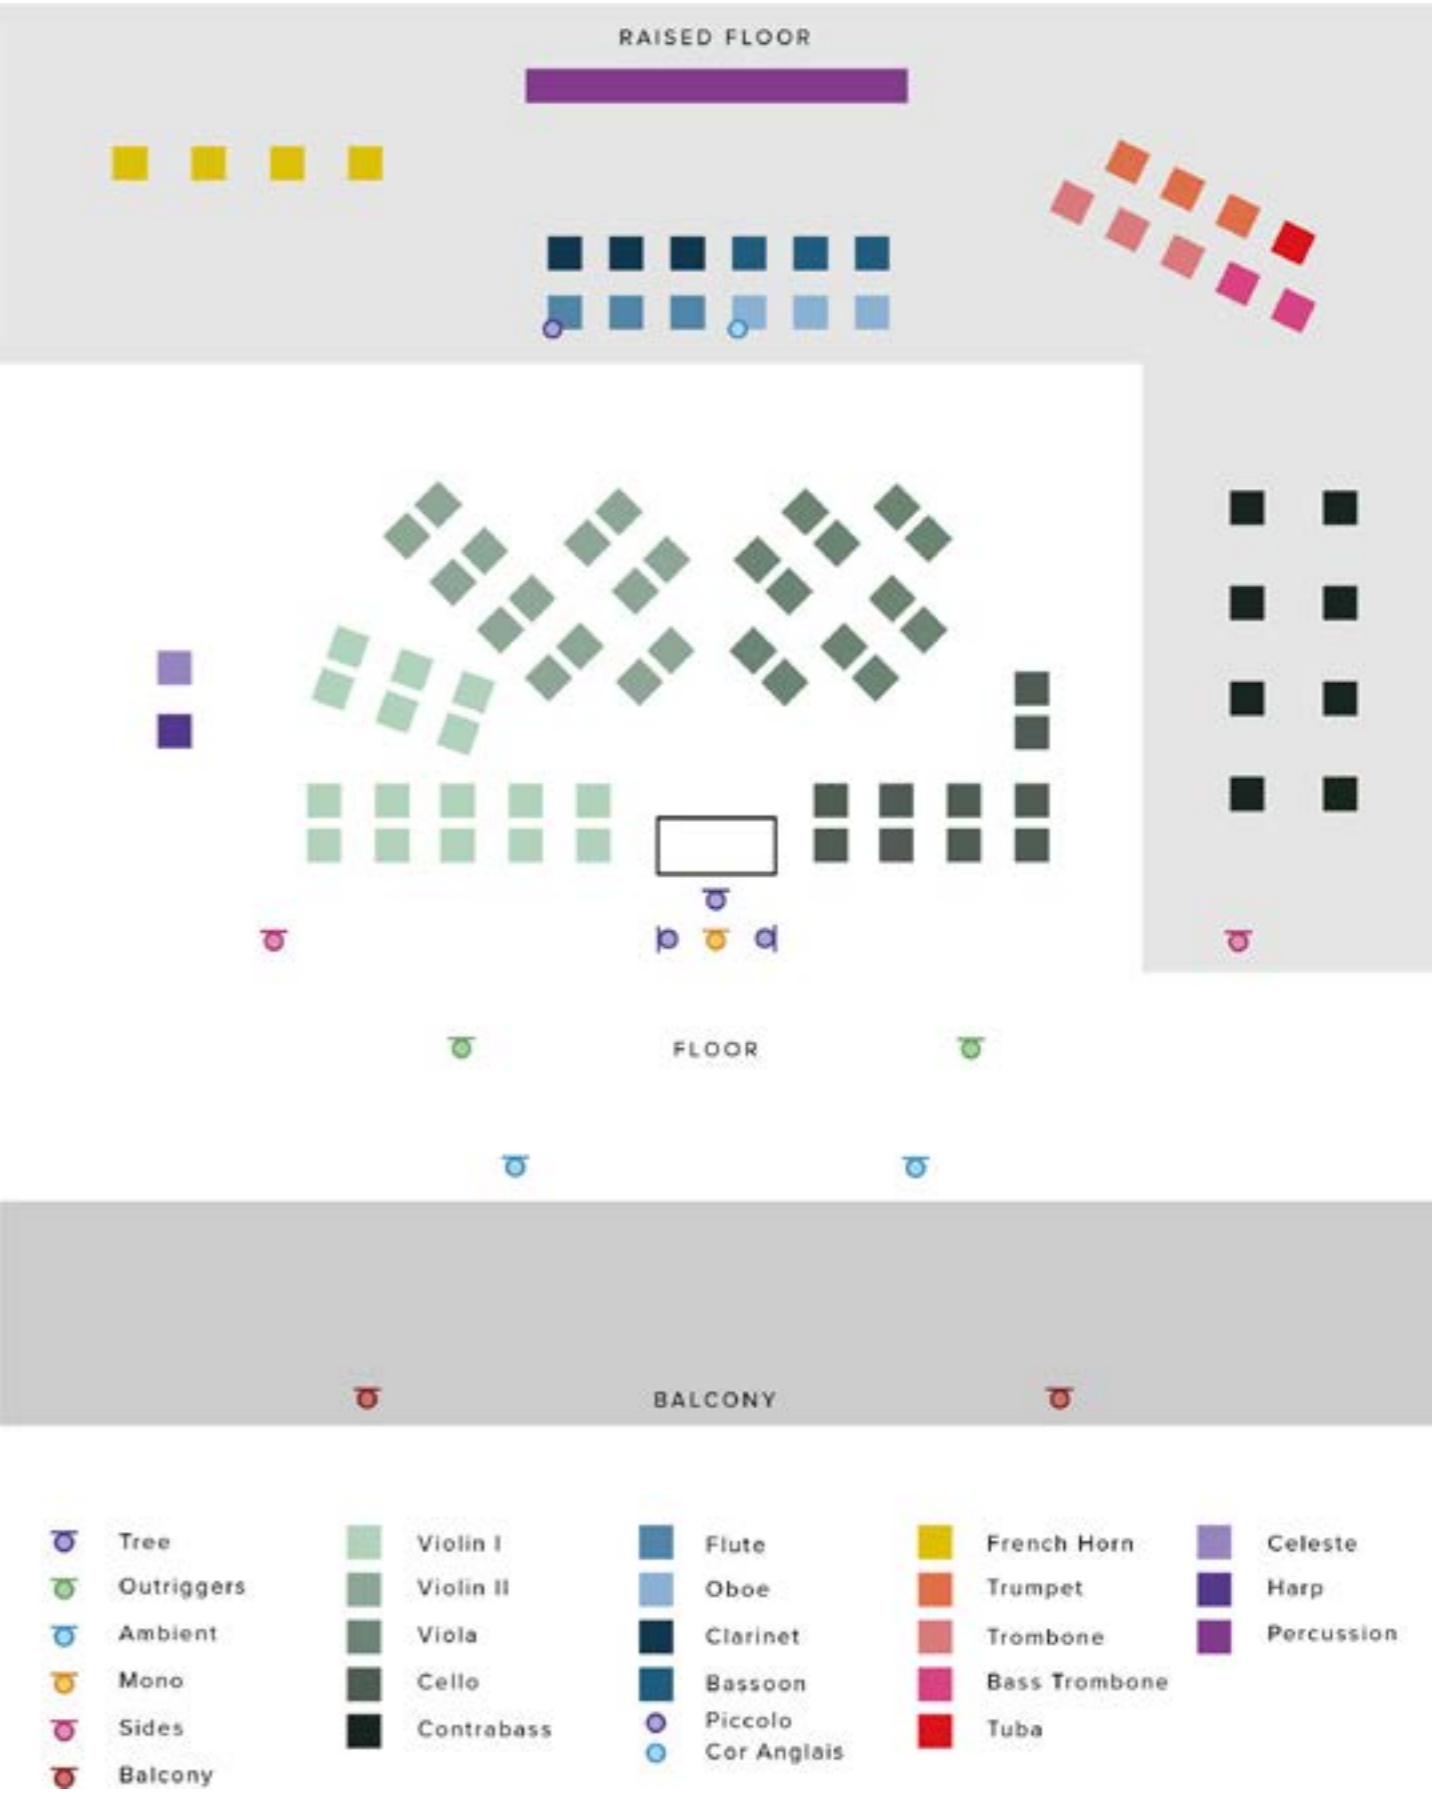 RAISED FLOOR
FLOOR
BALCONY
Tree
Outriggers
Ambient
Mono
Sides
Balcony
Violin I
Violin II
Viola
Cello
Contrabass
Flute
Oboe
Clarinet
Bassoon
Piccolo
Cor Anglais
French Horn
Trumpet
Trombone
Bass Trombone
Tuba
Celeste
Harp
Percussion